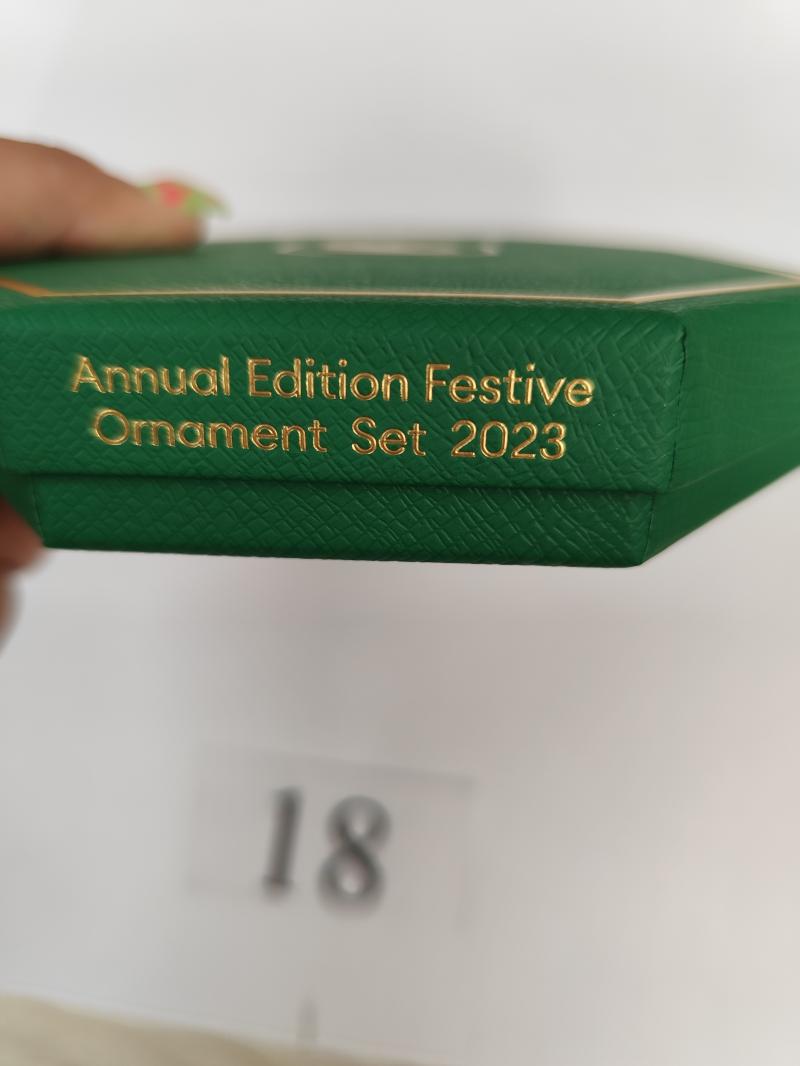 Annual Edition Festive
Ornament Set 2023
18